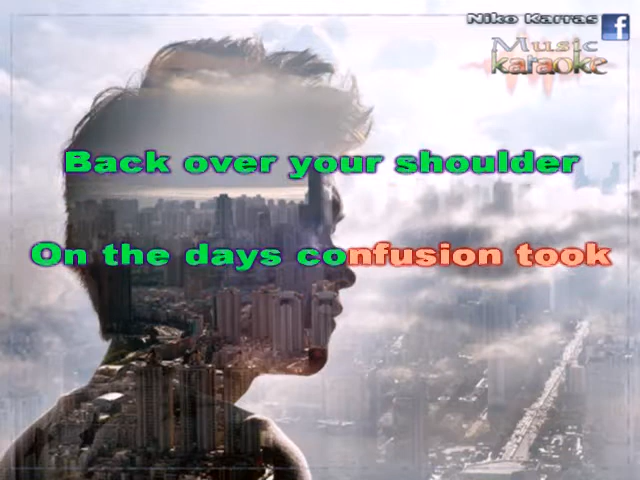 Niko Karras f
Music
karaoke
Back over your shoulder
On the days confusion took